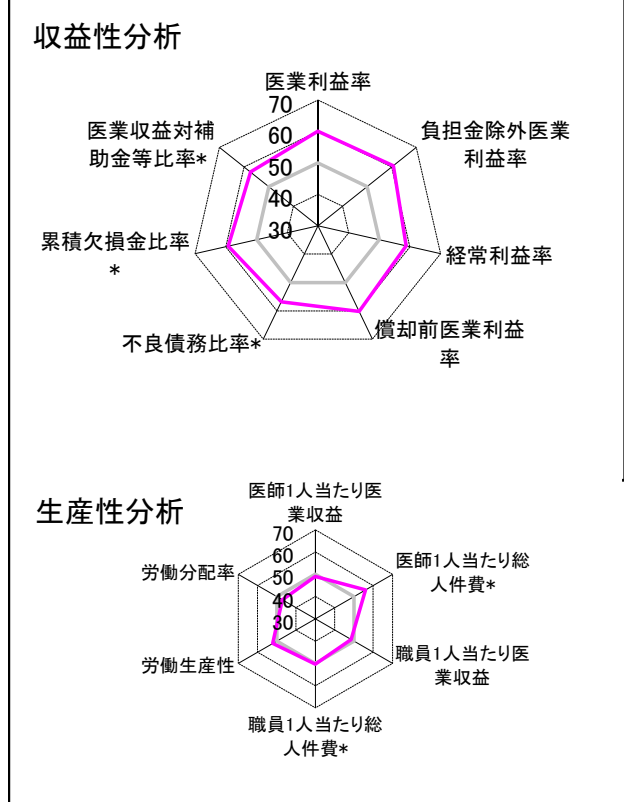 収益性分析
医業利益率
70
60
50
40
30
負担金除外医業
利益率
経常利益率
償却前医業利益
率
不良債務比率*
累積欠損金比率
*
医業収益対補
助金等比率*
生産性分析
医師1人当たり医
業収益
70
60
50
40
30
医師1人当たり総
人件費*
職員1人当たり医
業収益
職員1人当たり総
人件費*
労働生産性
労働分配率